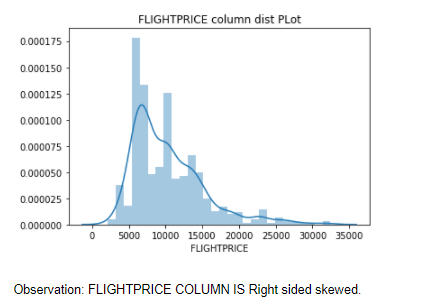 FLIGHTPRICE column dist PLot
0.000175
0.000150
0.000125
0.000100
0.000075
0.000050
0.000025
0.000000
0 5000 10000 15000 20000 25000 30000 35000
FLIGHTPRICE
Observation: FLIGHTPRICE COLUMN IS Right sided skewed.